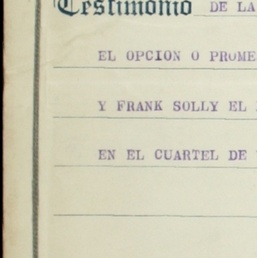 Testimonio DE LA
EL OPCION O PROME
Y FRANK SOLLY EL
EN EL CUARTEL DE